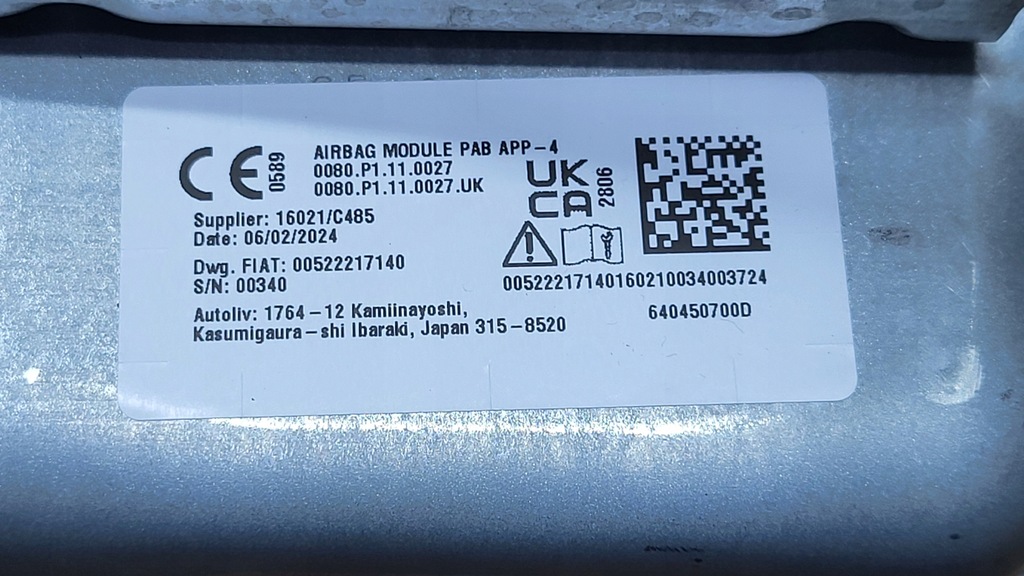 CE 0589
AIRBAG MODULE PAB APP-4
0080.P1.11.0027
0080.P1.11.0027.UK
UK
CA
2806
Supplier: 16021/C485
Date: 06/02/2024
Dwg. FIAT: 00522217140
S/N: 00340
005222171401602100340​03724
640450700D
Autoliv: 1764-12 Kamiinayoshi,
Kasumigaura-shi Ibaraki, Japan 315-8520